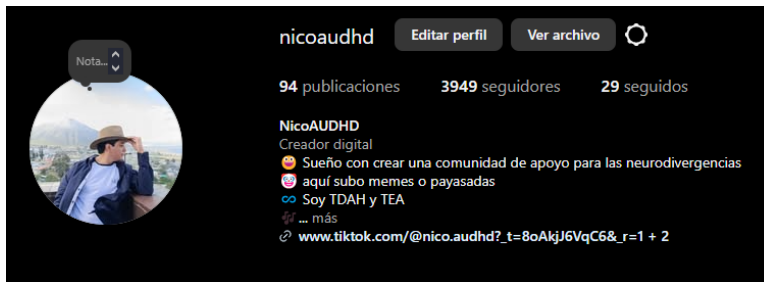 nicoaudhd Editar perfil Ver archivo
Nota...
94 publicaciones 3949 seguidores 29 seguidos
NicoAUDHD
Creador digital
😀 Sueño con crear una comunidad de apoyo para las neurodivergencias
🤡 aquí subo memes o payasadas
♾️ Soy TDAH y TEA
🎶 ... más
www.tiktok.com/@nico.audhd?_t=8oAkjJ6VqC6&_r=1 + 2